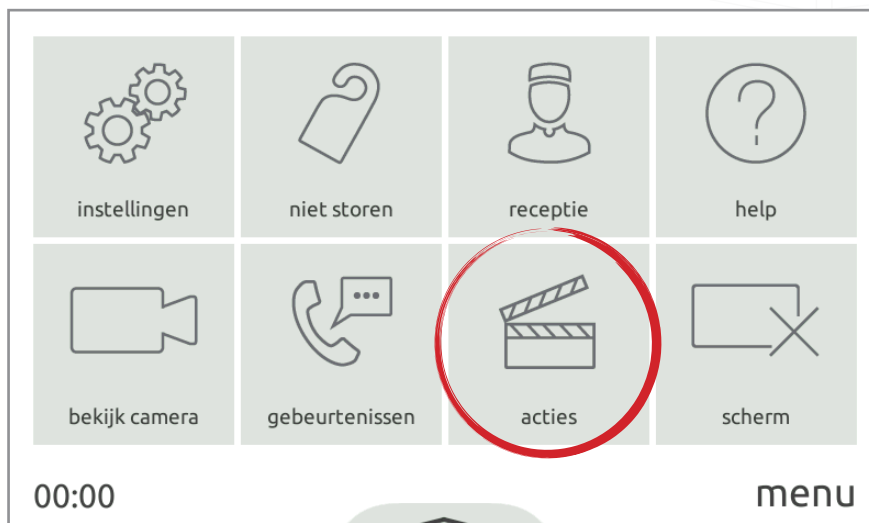 instellingen
niet storen
receptie
help
bekijk camera
gebeurtenissen
acties
scherm
00:00
menu